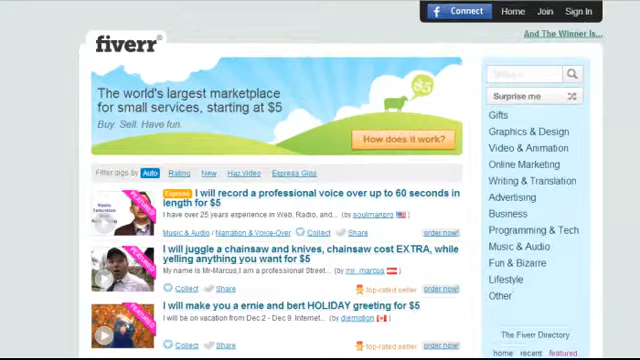 Connect Home Join Sign In
And The Winner Is...
fiverr®
The world's largest marketplace
for small services, starting at $5
Buy. Sell. Have fun.
$5
How does it work?
Surprise me
Gifts
Graphics & Design
Video & Animation
Online Marketing
Writing & Translation
Advertising
Business
Programming & Tech
Music & Audio
Fun & Bizarre
Lifestyle
Other
The Fiverr Directory
home recent featured
Filter gigs by Auto Rating New Haz Video Express Gigs
FEATURED
Express I will record a professional voice over up to 60 seconds in
length for $5
I have over 25 years experience in Web, Radio, and... (by soulmanpro
Music & Audio / Narration & Voice-Over Collect Share order now!
FEATURED
I will juggle a chainsaw and knives, chainsaw cost EXTRA, while
yelling anything you want for $5
My name is Mr-Marcus,I am a professional Street... (by mr_marcus
Collect Share top-rated seller order now!
FEATURED
I will make you a ernie and bert HOLIDAY greeting for $5
I will be on vacation from Dec 2 - Dec 9. Internet...
Collect Share top-rated seller order now!